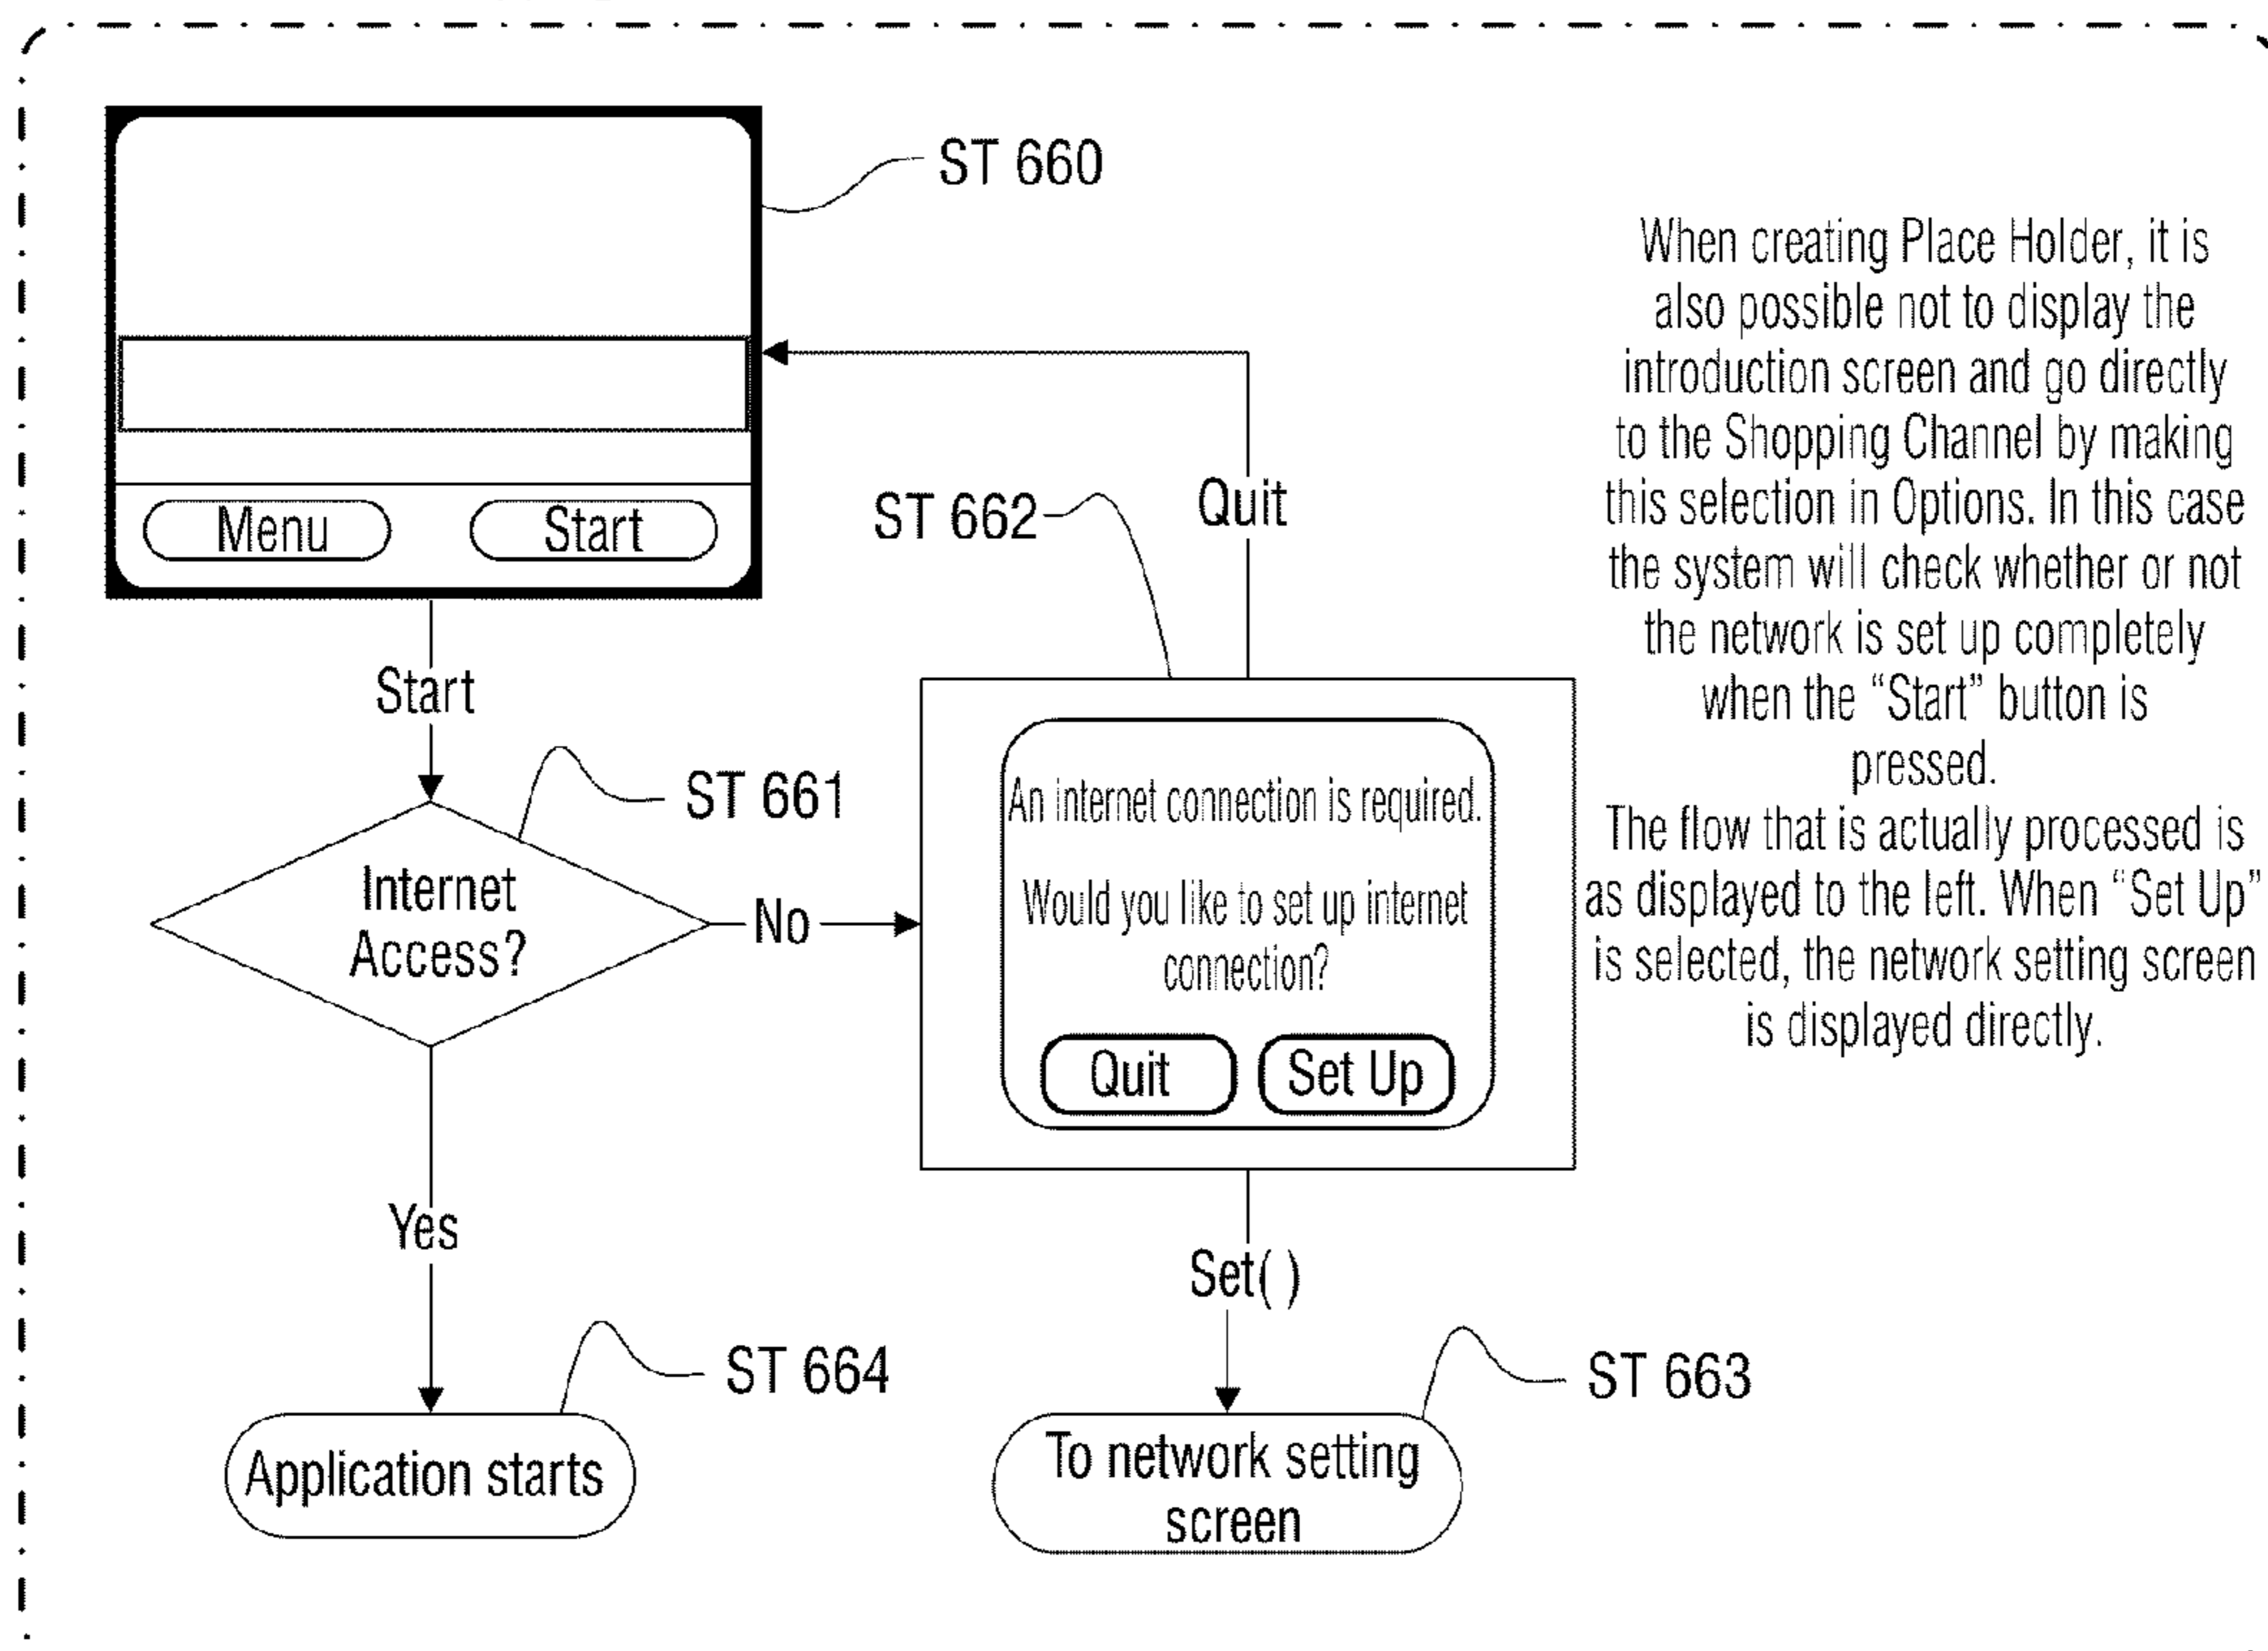 ST 660
Menu
Start
Start
ST 661
Internet
Access?
No
Yes
ST 664
Application starts
ST 662
Quit
An internet connection is required.
Would you like to set up internet
connection?
Quit
Set Up
Set( )
ST 663
To network setting
screen
When creating Place Holder, it is
also possible not to display the
introduction screen and go directly
to the Shopping Channel by making
this selection in Options. In this case
the system will check whether or not
the network is set up completely
when the “Start” button is
pressed.
The flow that is actually processed is
as displayed to the left. When “Set Up”
is selected, the network setting screen
is displayed directly.